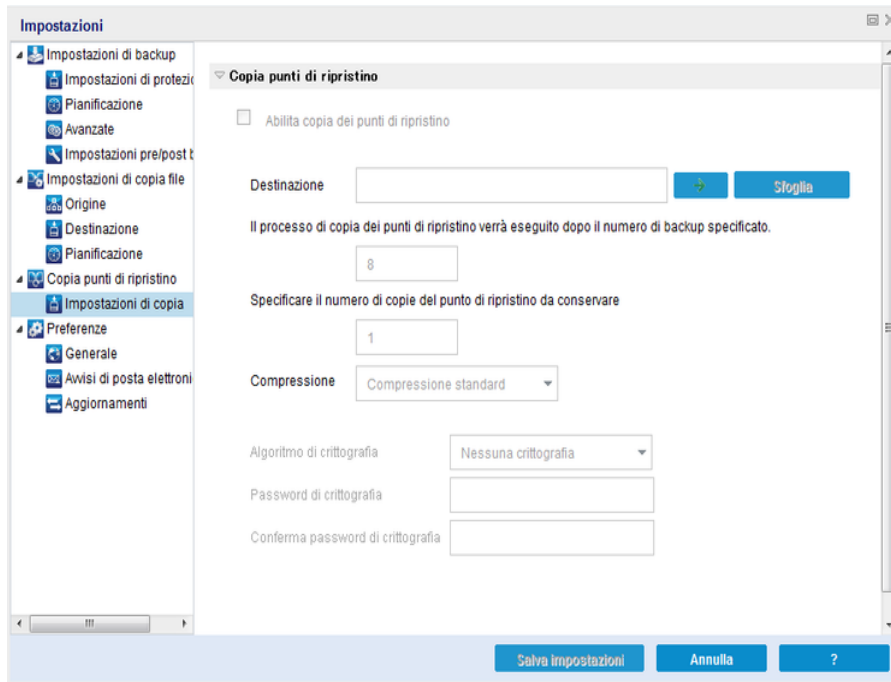 Impostazioni
Impostazioni di backup
Impostazioni di protezio
Pianificazione
Avanzate
Impostazioni pre/post b
Impostazioni di copia file
Origine
Destinazione
Pianificazione
Copia punti di ripristino
Impostazioni di copia
Preferenze
Generale
Avvisi di posta elettroni
Aggiornamenti
Copia punti di ripristino
Abilita copia dei punti di ripristino
Destinazione
Sfoglia
Il processo di copia dei punti di ripristino verrà eseguito dopo il numero di backup specificato.
8
Specificare il numero di copie del punto di ripristino da conservare
1
Compressione Compressione standard
Algoritmo di crittografia Nessuna crittografia
Password di crittografia
Conferma password di crittografia
Salva impostazioni Annulla ?